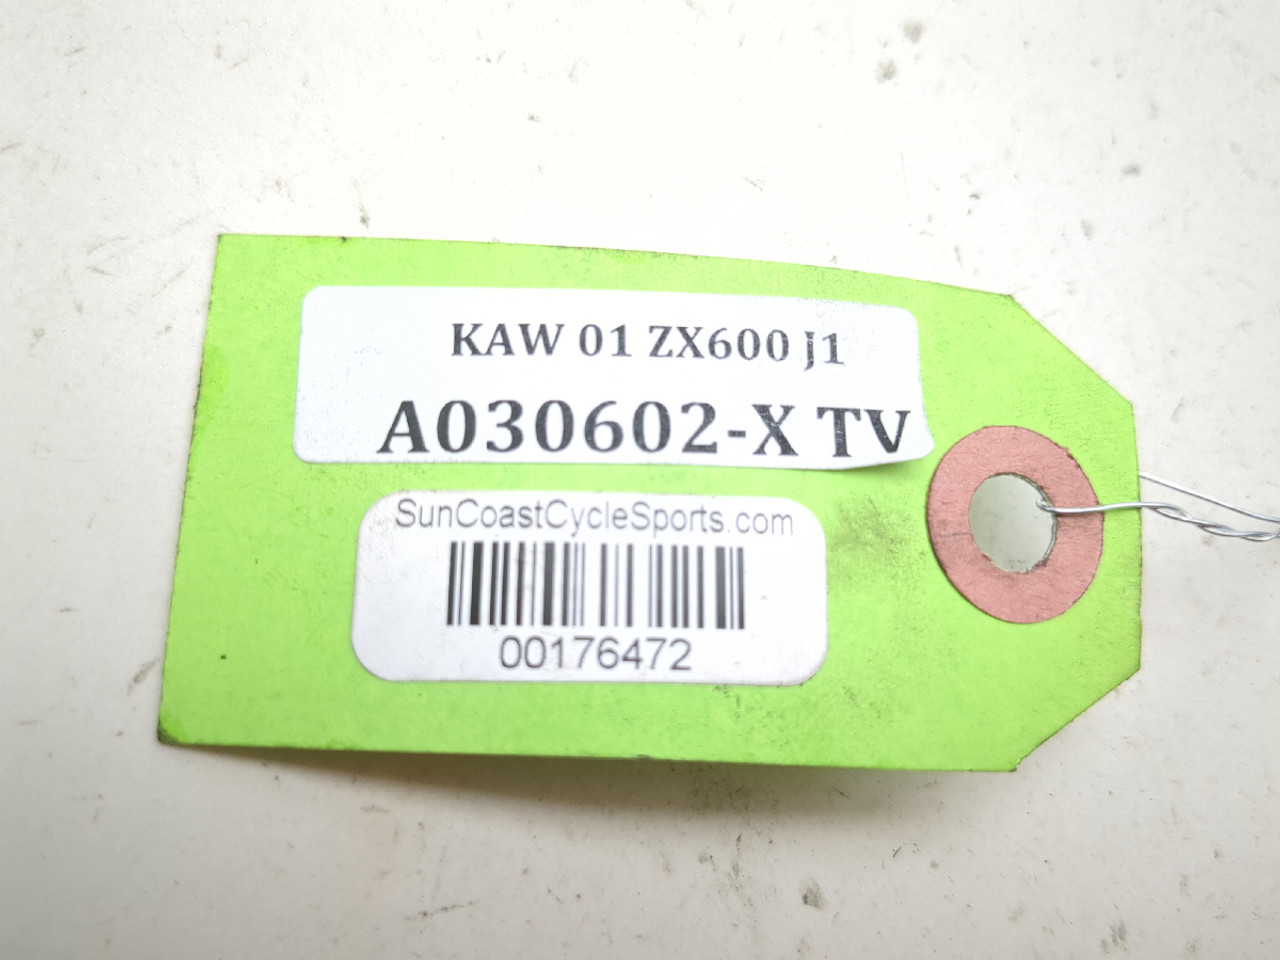 KAW 01 ZX600 j1
A030602-X TV
SunCoastCycleSports.com
00176472